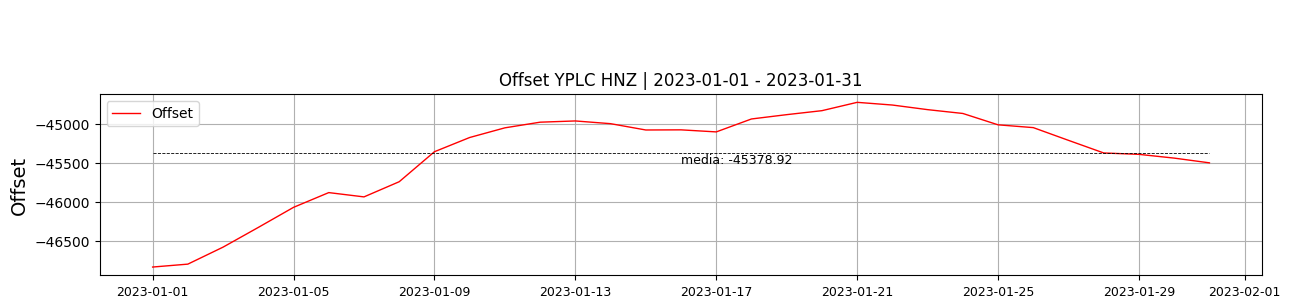 Offset YPLC HNZ | 2023-01-01 - 2023-01-31
Offset
Offset
−45000
−45500
−46000
−46500
media: -45378.92
2023-01-01 2023-01-05 2023-01-09 2023-01-13 2023-01-17 2023-01-21 2023-01-25 2023-01-29 2023-02-01